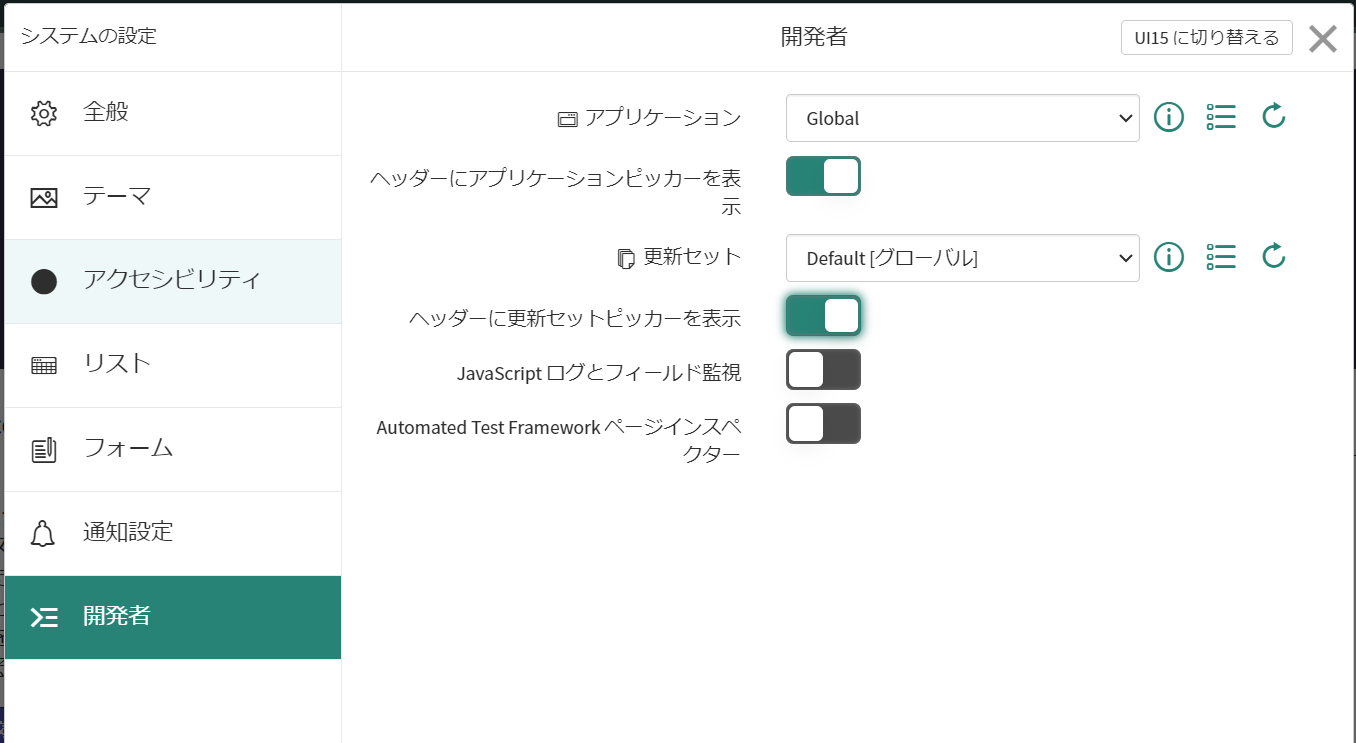 システムの設定
全般
テーマ
アクセシビリティ
リスト
フォーム
通知設定
開発者
開発者
UI15 に切り替える
アプリケーション
Global
ヘッダーにアプリケーションピッカーを表
示
更新セット
Default [グローバル]
ヘッダーに更新セットピッカーを表示
JavaScript ログとフィールド監視
Automated Test Framework ページインスペ
クター